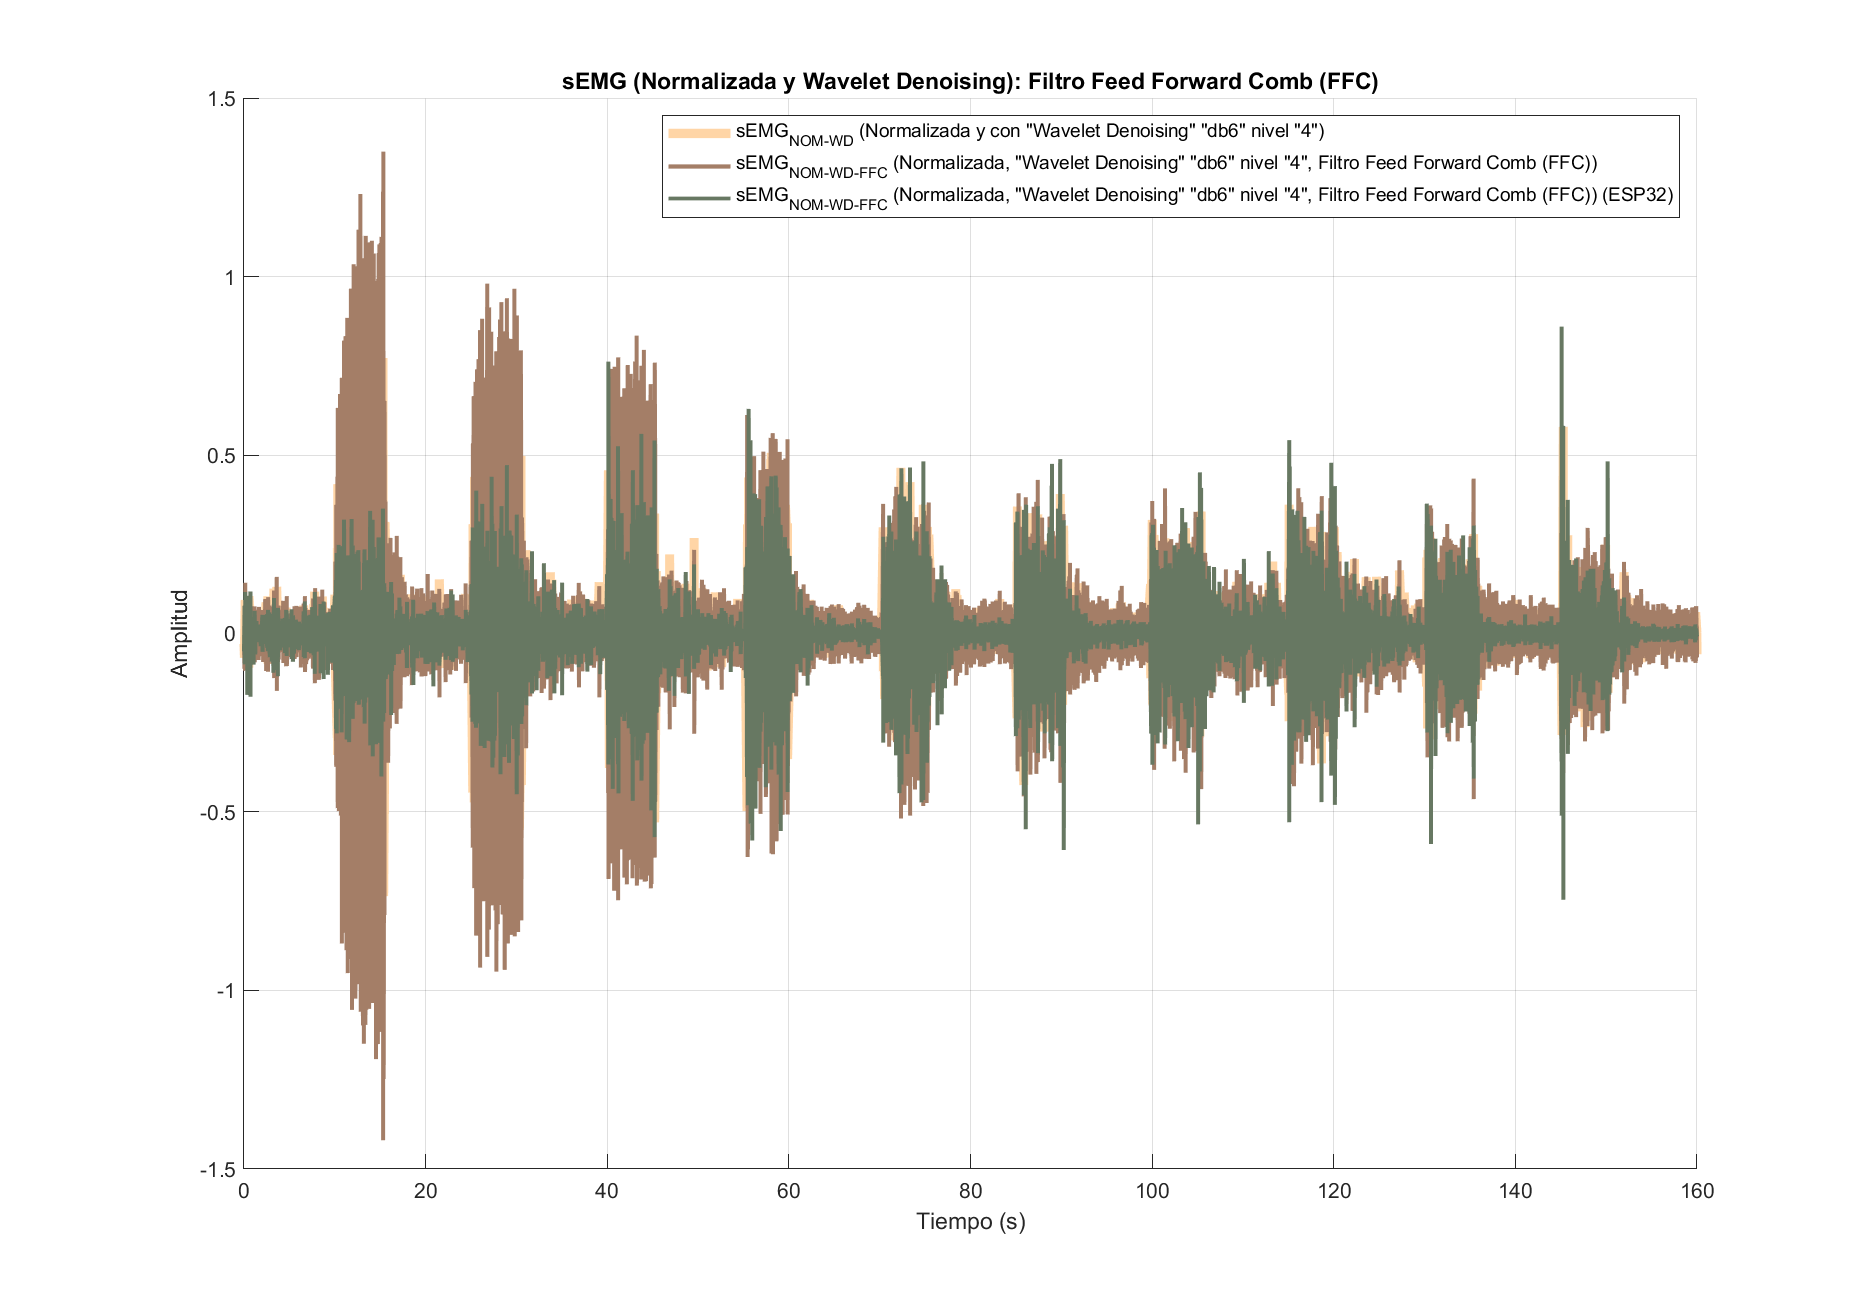 sEMG (Normalizada y Wavelet Denoising): Filtro Feed Forward Comb (FFC)
sEMG_NOM-WD (Normalizada y con "Wavelet Denoising" "db6" nivel "4")
sEMG_NOM-WD-FFC (Normalizada, "Wavelet Denoising" "db6" nivel "4", Filtro Feed Forward Comb (FFC))
sEMG_NOM-WD-FFC (Normalizada, "Wavelet Denoising" "db6" nivel "4", Filtro Feed Forward Comb (FFC)) (ESP32)
1.5
1
0.5
0
-0.5
-1
-1.5
Amplitud
0 20 40 60 80 100 120 140 160
Tiempo (s)